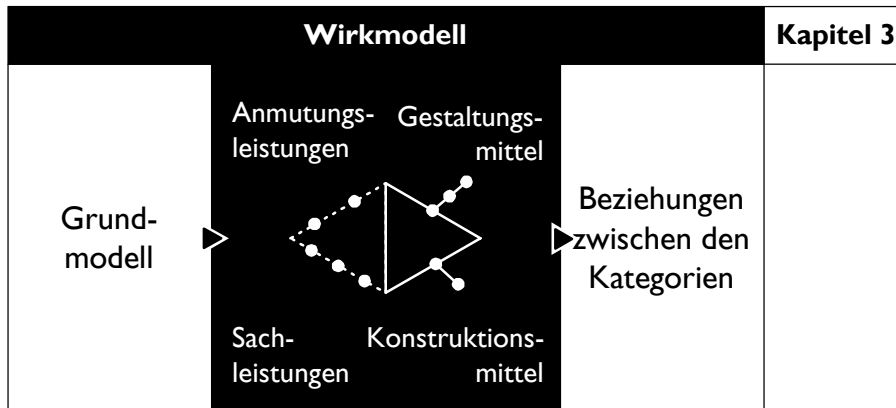 Wirkmodell
Kapitel 3
Anmutungs-
leistungen
Gestaltungs-
mittel
Grund-
modell
Beziehungen
zwischen den
Kategorien
Sach-
leistungen
Konstruktions-
mittel